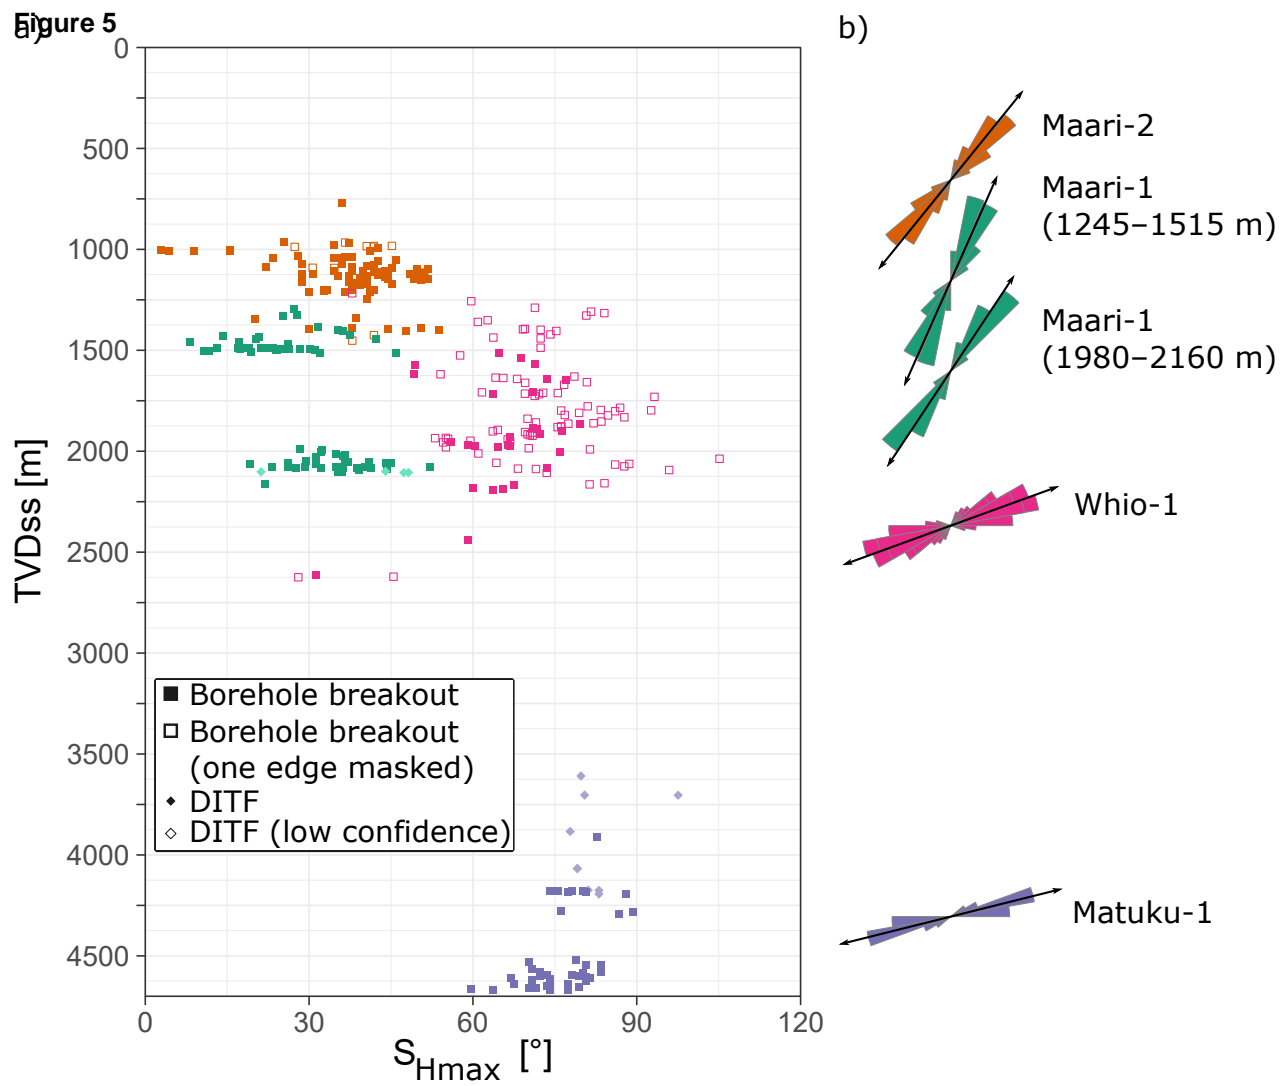 Figure 5
a)
b)
0
500
1000
1500
2000
2500
3000
3500
4000
4500
TVDss [m]
0 30 60 90 120
SHmax [°]
Borehole breakout
Borehole breakout
(one edge masked)
DITF
DITF (low confidence)
Maari-2
Maari-1
(1245–1515 m)
Maari-1
(1980–2160 m)
Whio-1
Matuku-1